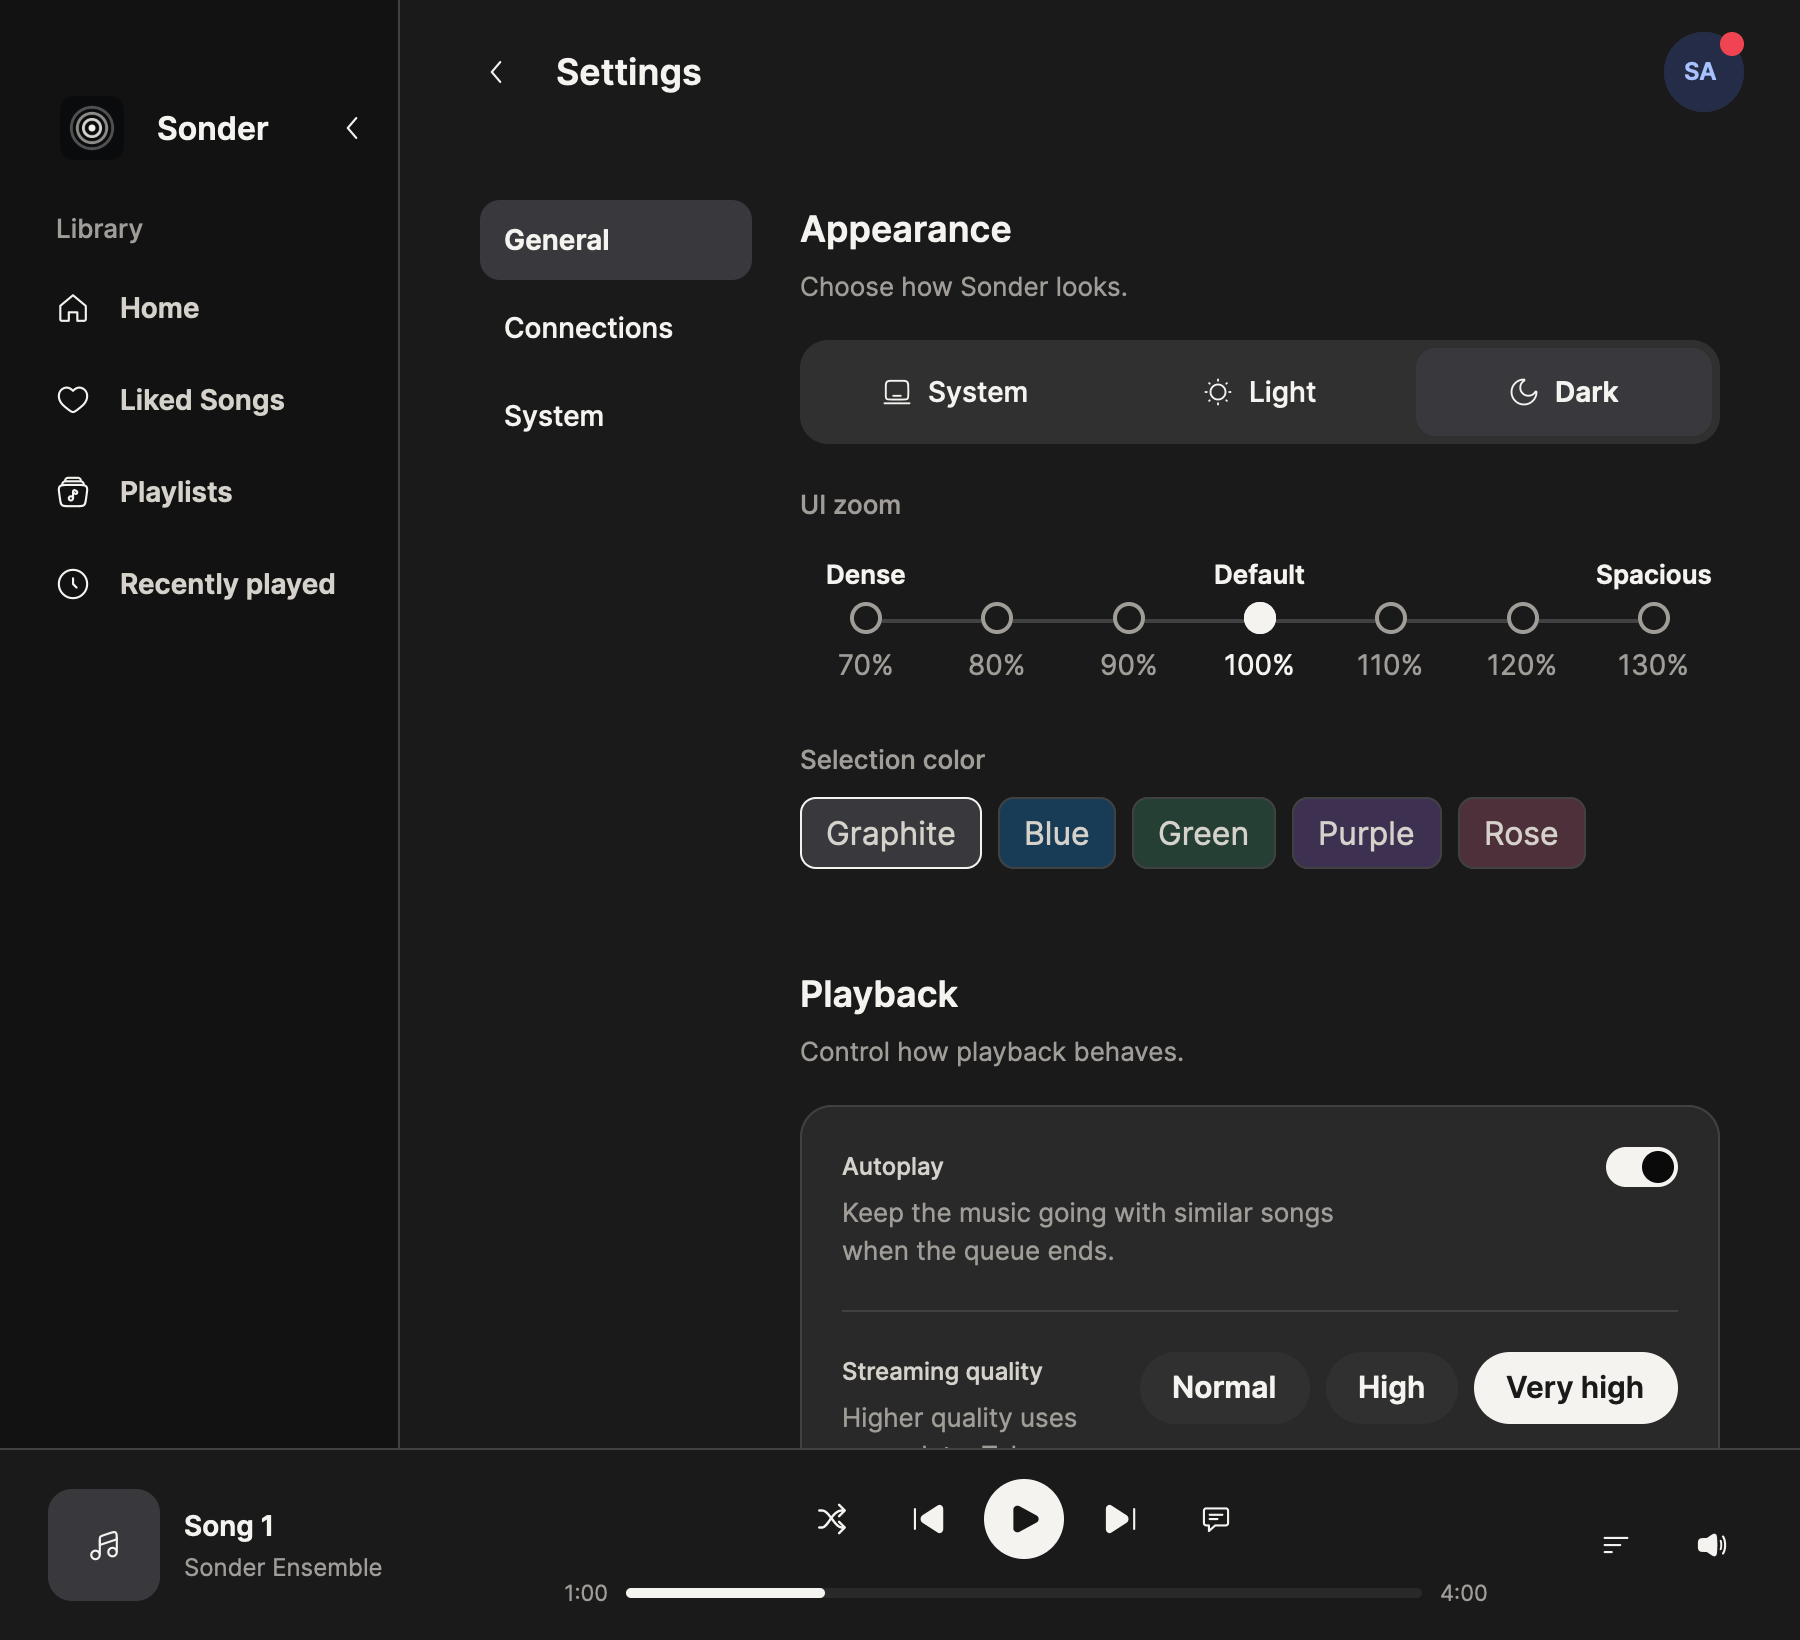 Sonder
Library
Home
Liked Songs
Playlists
Recently played
Settings
SA
General
Connections
System
Appearance
Choose how Sonder looks.
System Light Dark
UI zoom
Dense Default Spacious
70% 80% 90% 100% 110% 120% 130%
Selection color
Graphite Blue Green Purple Rose
Playback
Control how playback behaves.
Autoplay
Keep the music going with similar songs
when the queue ends.
Streaming quality
Normal High Very high
Higher quality uses
Song 1
Sonder Ensemble
1:00 4:00